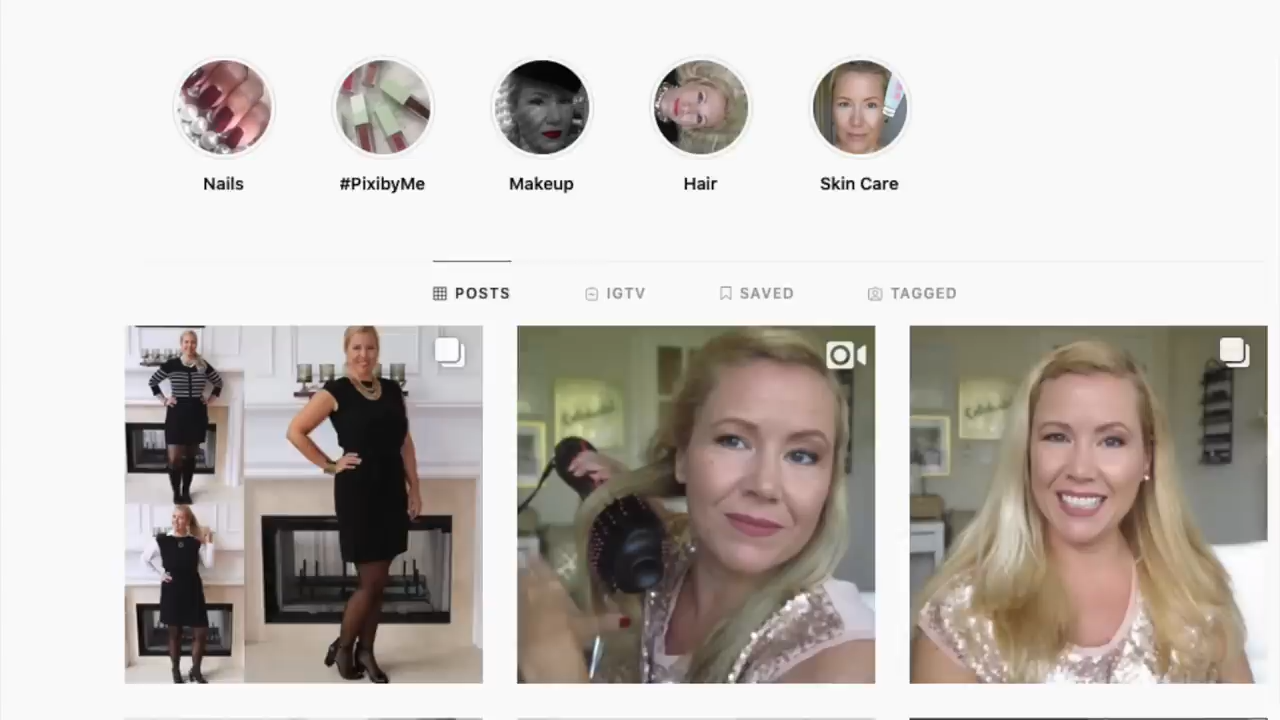 Nails
#PixibyMe
Makeup
Hair
Skin Care
POSTS
IGTV
SAVED
TAGGED